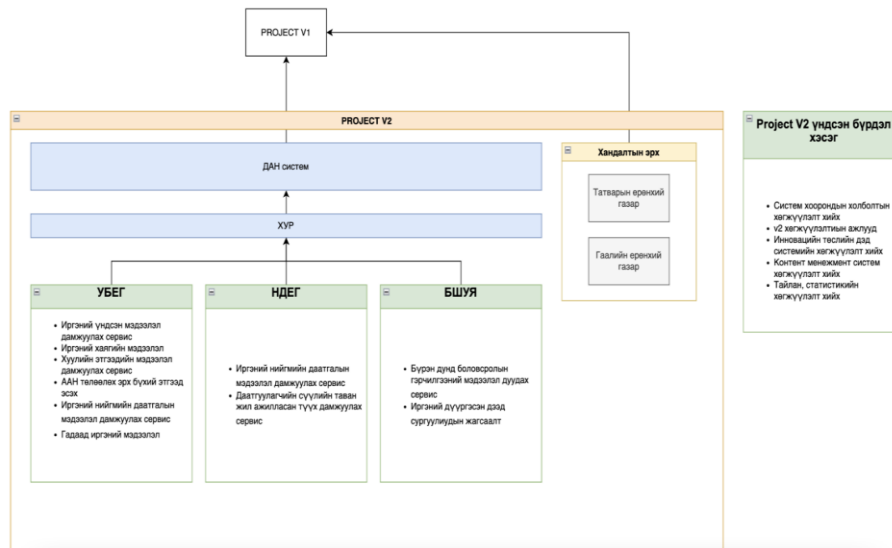 PROJECT V1
PROJECT V2
ДАН систем
ХУР
Хандалтын эрх
Татварын ерөнхий
газар
Гаалийн ерөнхий
газар
УБЕГ
• Иргэний үндсэн мэдээлэл
дамжуулах сервис
• Иргэний хаягийн мэдээлэл
• Хуулийн этгээдийн мэдээлэл
дамжуулах сервис
• ААН төлөөлөх эрх бүхий этгээд
эсэх
• Иргэний нийгмийн даатгалын
мэдээлэл дамжуулах сервис
• Гадаад иргэний мэдээлэл
НДЕГ
• Иргэний нийгмийн даатгалын
мэдээлэл дамжуулах сервис
• Даатгуулагчийн сүүлийн таван
жил ажилласан түүх дамжуулах
сервис
БШУЯ
• Бүрэн дунд боловсролын
гэрчилгээний мэдээлэл дуудах
сервис
• Иргэний дүүргэсэн дээд
сургуулиудын жагсаалт
Project V2 үндсэн бүрдэл
хэсэг
• Систем хоорондын холболтын
хөгжүүлэлт хийх
• v2 хөгжүүлэлтиын ажлууд
• Инновацийн төслийн дэд
системийн хөгжүүлэлт хийх
• Контент менежмент систем
хөгжүүлэлт хийх
• Тайлан, статистикийн
хөгжүүлэлт хийх